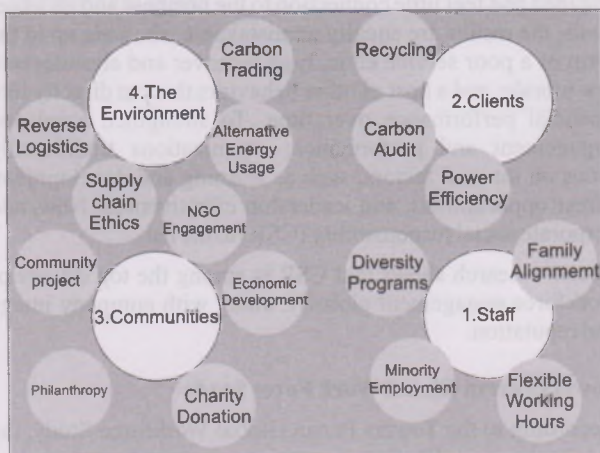 Carbon
Trading
Recycling
4.The
Environment
2.Clients
Reverse
Logistics
Alternative
Energy
Usage
Carbon
Audit
Supply
chain
Ethics
NGO
Engagement
Power
Efficiency
Community
project
Economic
Development
Diversity
Programs
Family
Alignment
3.Communities
1.Staff
Philanthropy
Charity
Donation
Minority
Employment
Flexible
Working
Hours